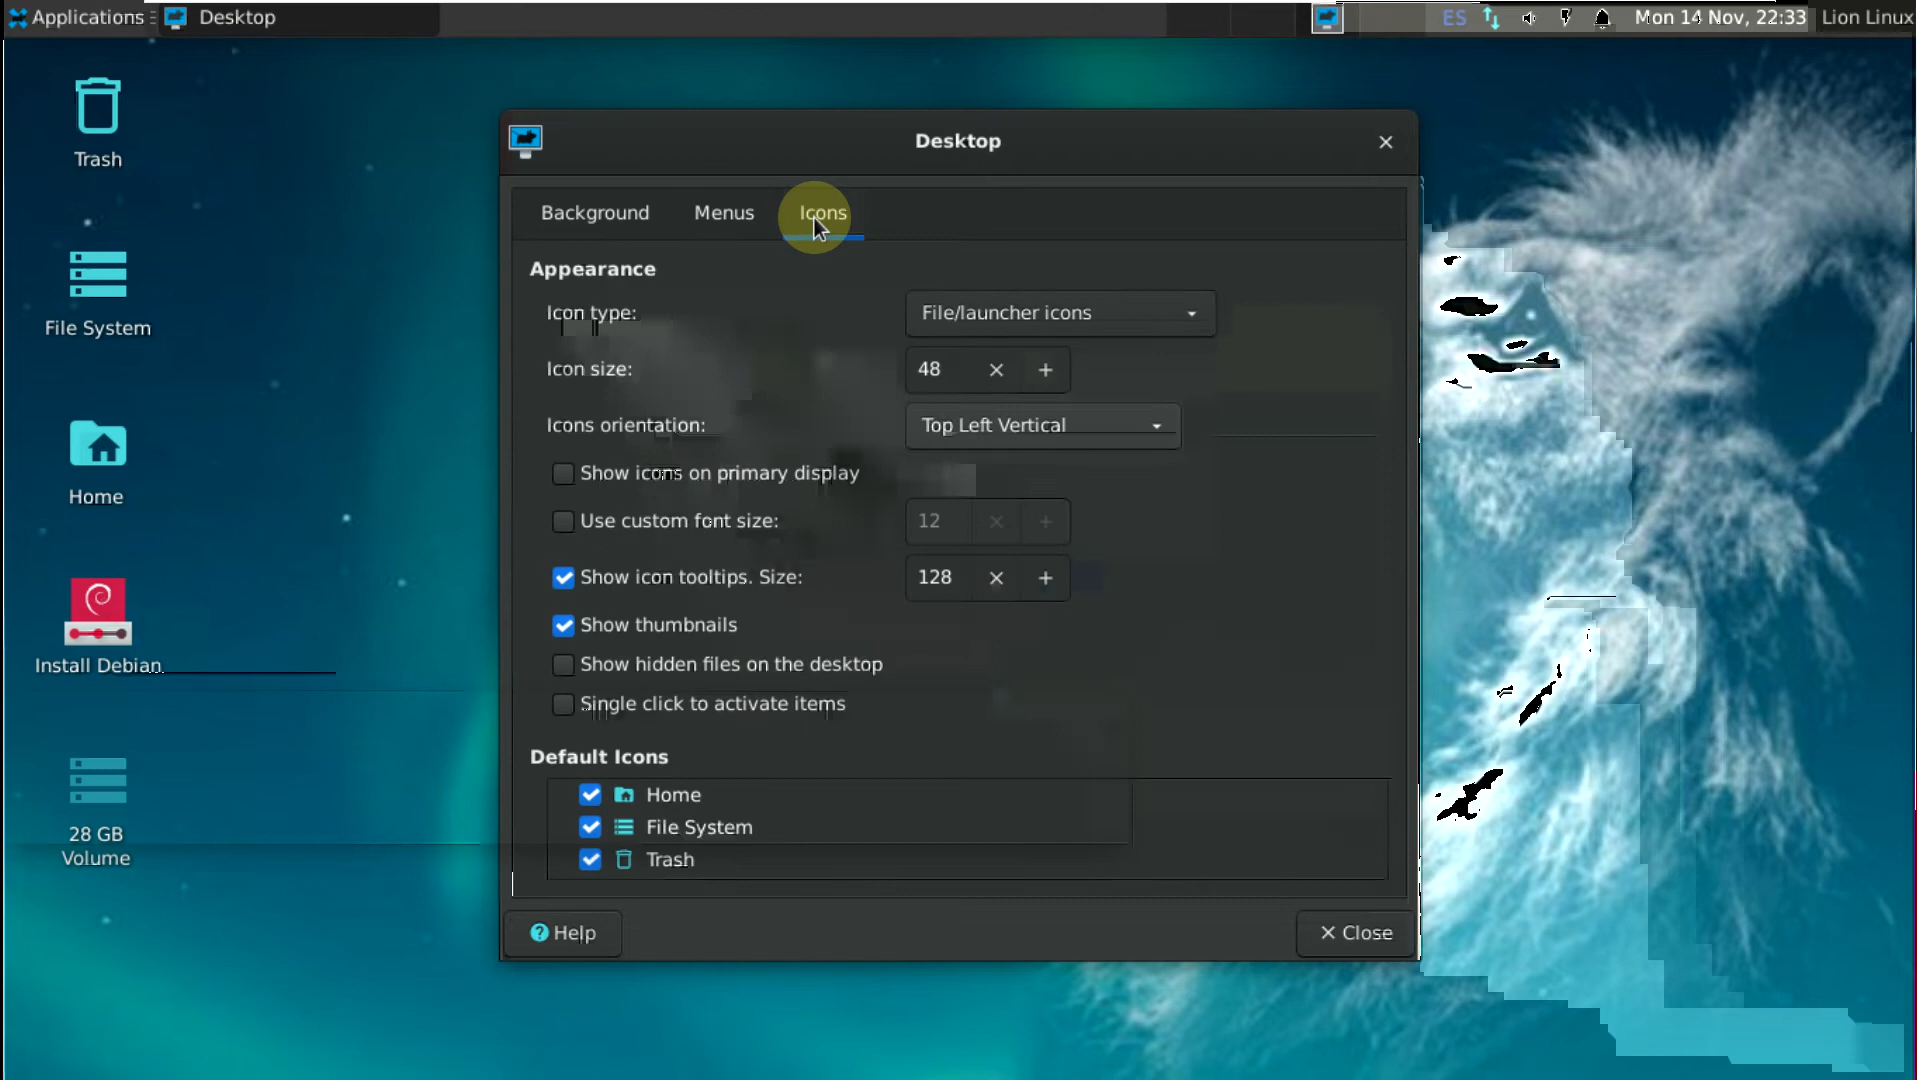 Applications
Desktop
ES
Mon 14 Nov, 22:33
Lion Linux
Trash
File System
Home
Install Debian
28 GB
Volume
Desktop
Background
Menus
Icons
Appearance
Icon type:
File/launcher icons
Icon size:
48
Icons orientation:
Top Left Vertical
Show icons on primary display
Use custom font size:
12
Show icon tooltips. Size:
128
Show thumbnails
Show hidden files on the desktop
Single click to activate items
Default Icons
Home
File System
Trash
Help
Close